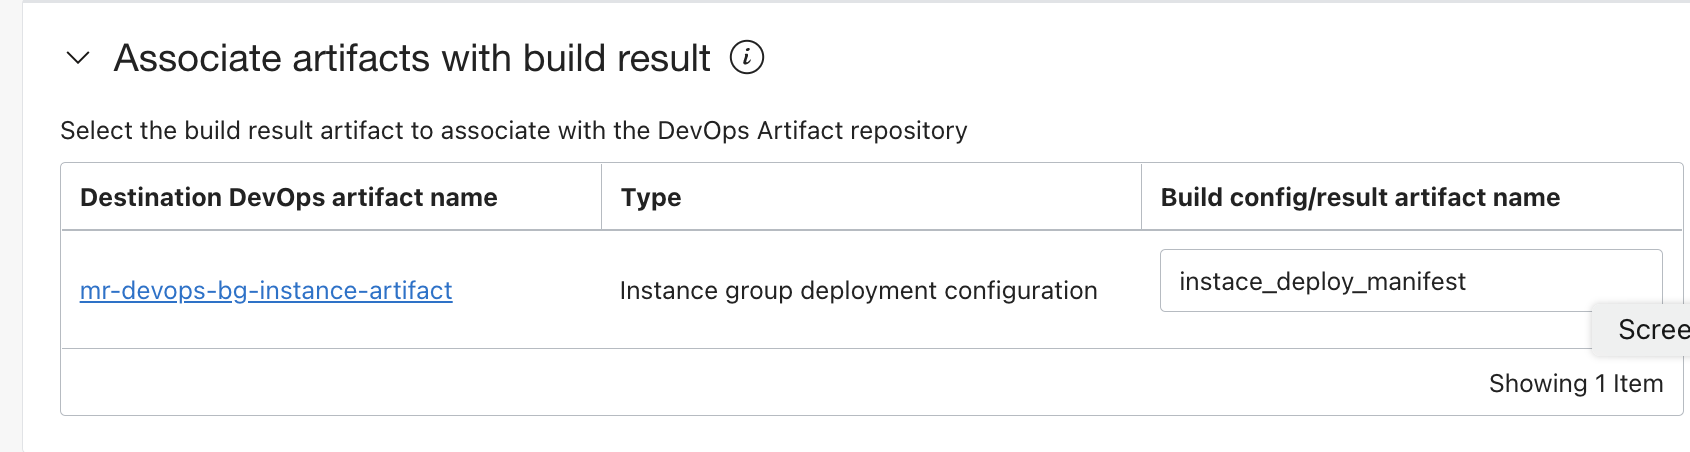 Associate artifacts with build result i
Select the build result artifact to associate with the DevOps Artifact repository
Destination DevOps artifact name Type Build config/result artifact name
mr-devops-bg-instance-artifact Instance group deployment configuration instace_deploy_manifest
Scree
Showing 1 Item